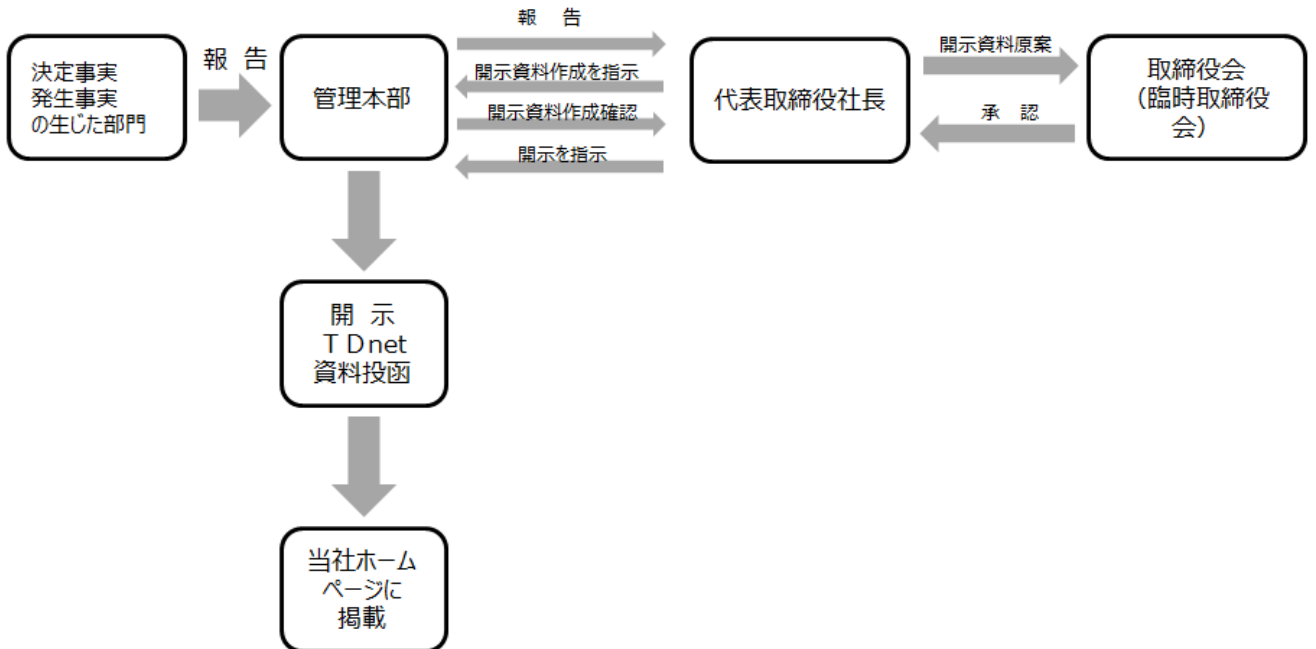 決定事実
発生事実
の生じた部門
報 告
管理本部
報 告
開示資料作成を指示
開示資料作成確認
開示を指示
代表取締役社長
開示資料原案
承 認
取締役会
（臨時取締役
会）
開 示
ＴＤnet
資料投函
当社ホーム
ページに
掲載